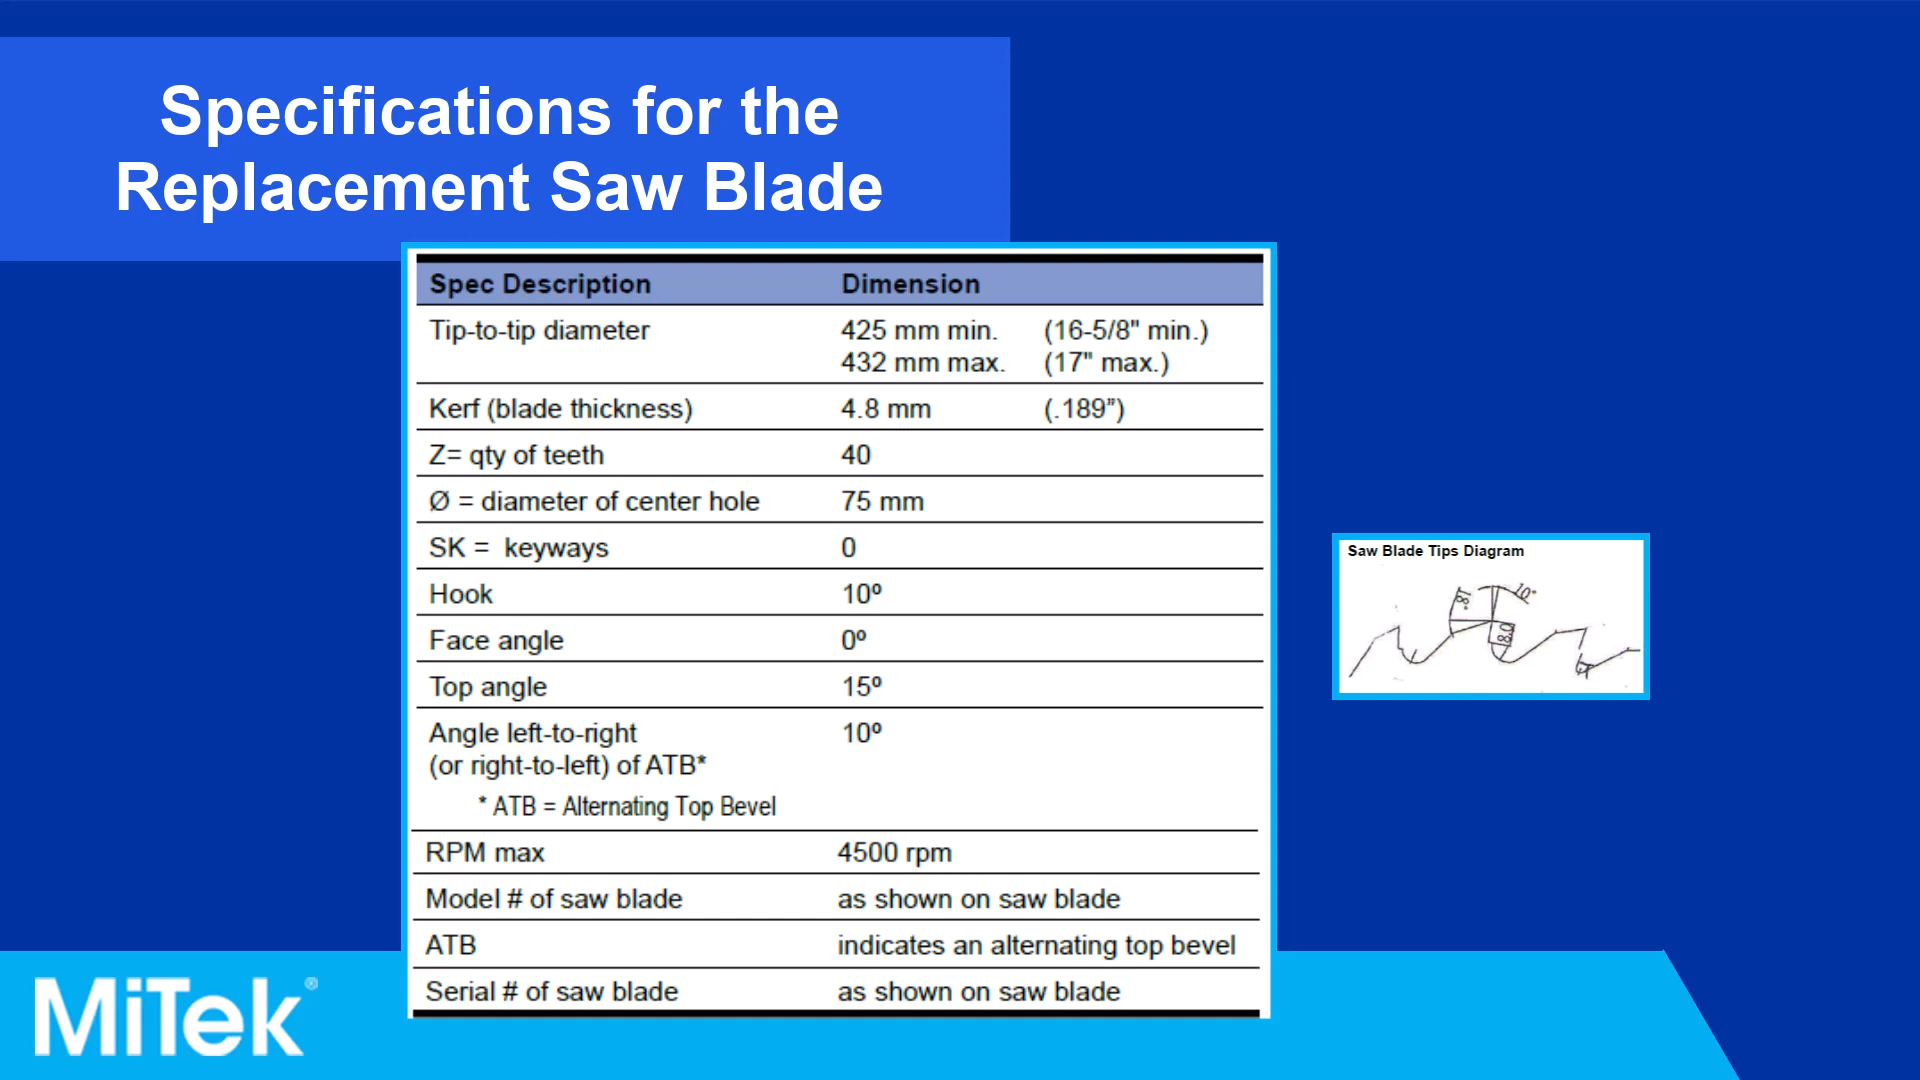 Specifications for the
Replacement Saw Blade
Spec Description Dimension
Tip-to-tip diameter 425 mm min. (16-5/8" min.)
432 mm max. (17" max.)
Kerf (blade thickness) 4.8 mm (.189”)
Z= qty of teeth 40
Ø = diameter of center hole 75 mm
SK = keyways 0
Hook 10º
Face angle 0º
Top angle 15º
Angle left-to-right 10º
(or right-to-left) of ATB*
* ATB = Alternating Top Bevel
RPM max 4500 rpm
Model # of saw blade as shown on saw blade
ATB indicates an alternating top bevel
Serial # of saw blade as shown on saw blade
Saw Blade Tips Diagram
10°
MiTek®